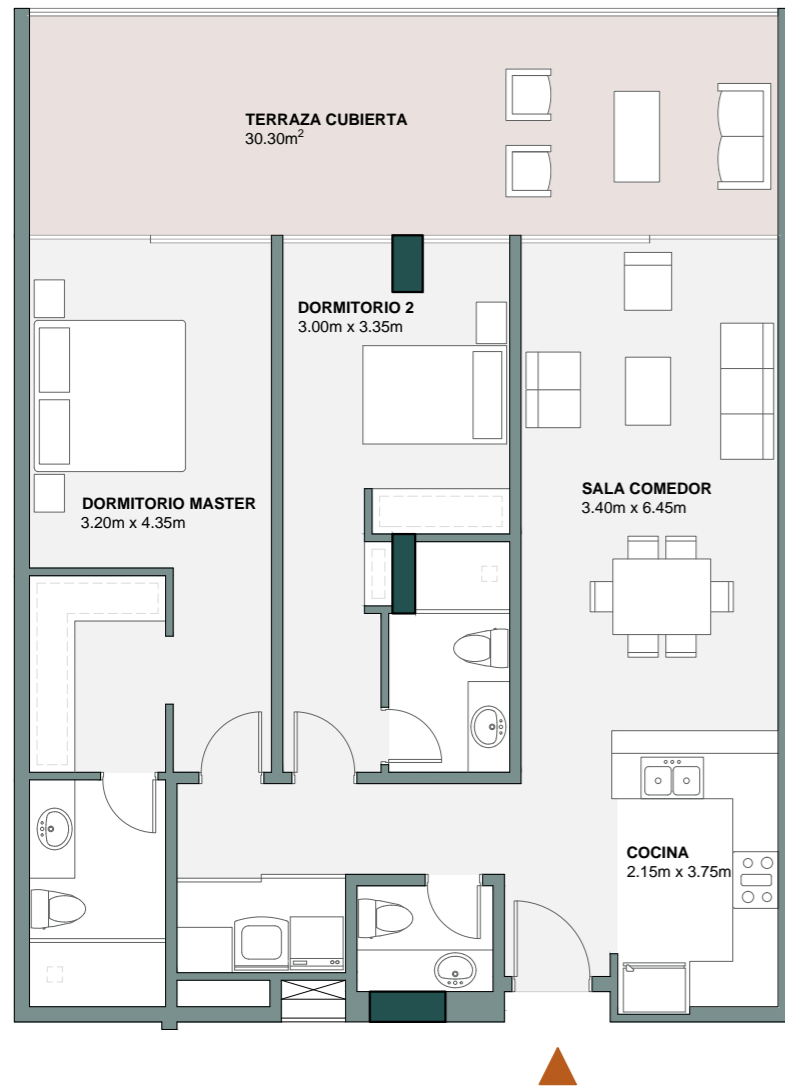 TERRAZA CUBIERTA
30.30m²
DORMITORIO 2
3.00m x 3.35m
DORMITORIO MASTER
3.20m x 4.35m
SALA COMEDOR
3.40m x 6.45m
COCINA
2.15m x 3.75m